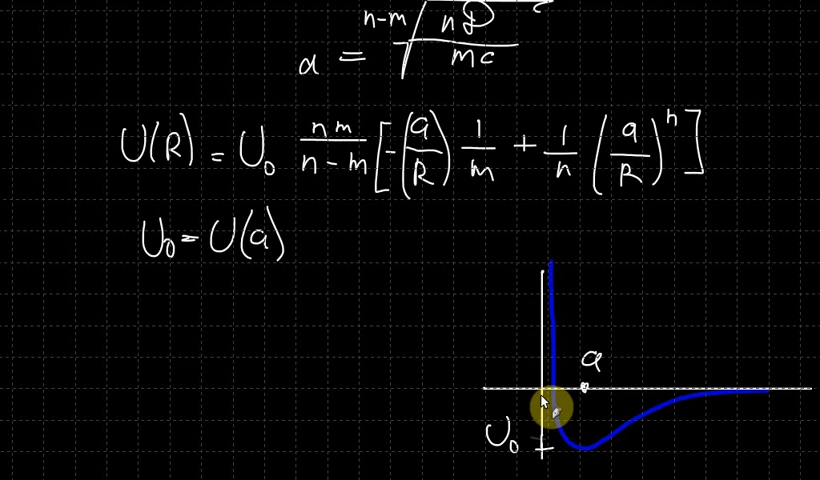 n-m nD
a = √ mc
U(R) = U₀ nm/(n-m) [-(a/R) 1/m + 1/n (a/R)ⁿ]
U₀ = U(a)
a
U₀